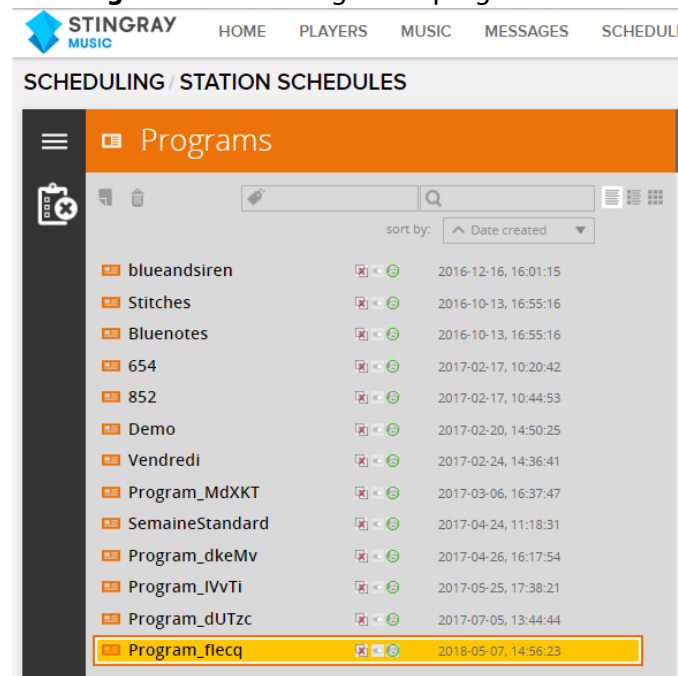 STINGRAY
MUSIC
HOME PLAYERS MUSIC MESSAGES SCHEDUL
SCHEDULING / STATION SCHEDULES
Programs
sort by: Date created
blueandsiren 2016-12-16, 16:01:15
Stitches 2016-10-13, 16:55:16
Bluenotes 2016-10-13, 16:55:16
654 2017-02-17, 10:20:42
852 2017-02-17, 10:44:53
Demo 2017-02-20, 14:50:25
Vendredi 2017-02-24, 14:36:41
Program_MdXKT 2017-03-06, 16:37:47
SemaineStandard 2017-04-24, 11:18:31
Program_dkeMv 2017-04-26, 16:17:54
Program_IVvTi 2017-05-25, 17:38:21
Program_dUTzc 2017-07-05, 13:44:44
Program_flecq 2018-05-07, 14:56:23